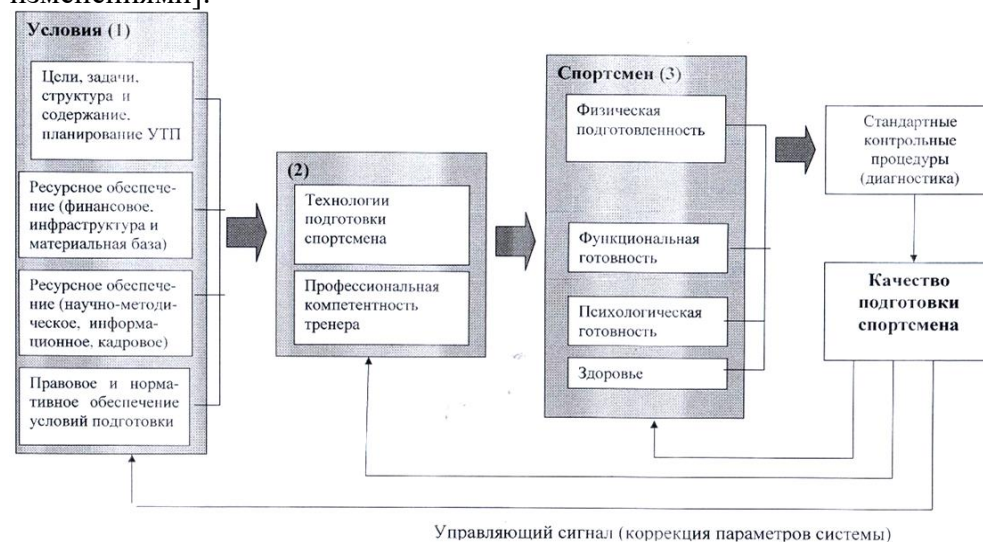 изменениями].
Условия (1)
Цели, задачи,
структура и
содержание,
планирование УТП
Ресурсное обеспече-
ние (финансовое,
инфраструктура и
материальная база)
Ресурсное обеспече-
ние (научно-методи-
ческое, информа-
ционное, кадровое)
Правовое и норма-
тивное обеспечение
условий подготовки
(2)
Технологии
подготовки
спортсмена
Профессиональная
компетентность
тренера
Спортсмен (3)
Физическая
подготовленность
Функциональная
готовность
Психологическая
готовность
Здоровье
Стандартные
контрольные
процедуры
(диагностика)
Качество
подготовки
спортсмена
Управляющий сигнал (коррекция параметров системы)